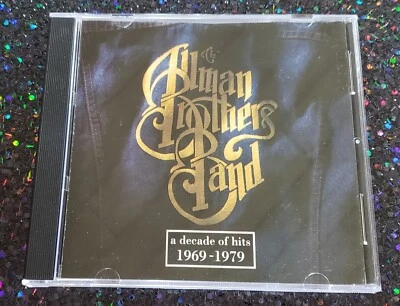 The
Allman
Brothers
Band
a decade of hits
1969-1979